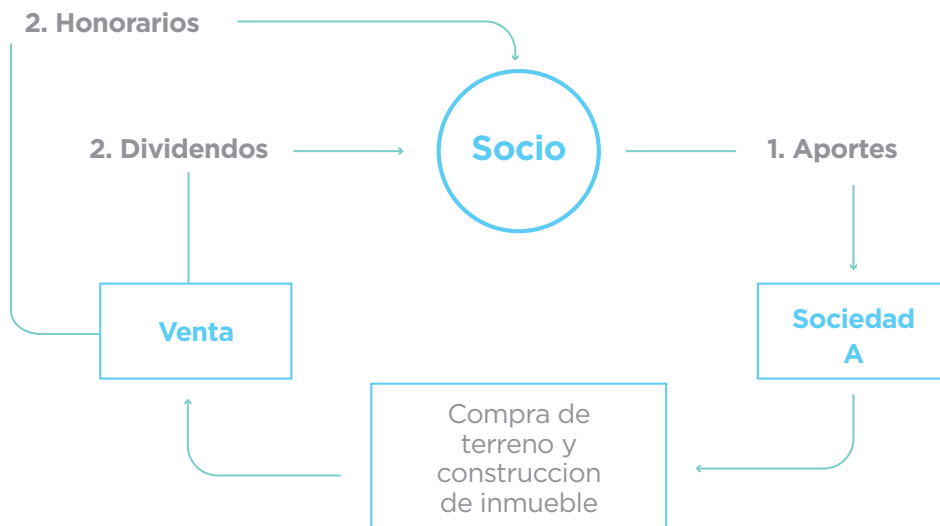 2. Honorarios
2. Dividendos
Socio
1. Aportes
Venta
Sociedad
A
Compra de
terreno y
construccion
de inmueble